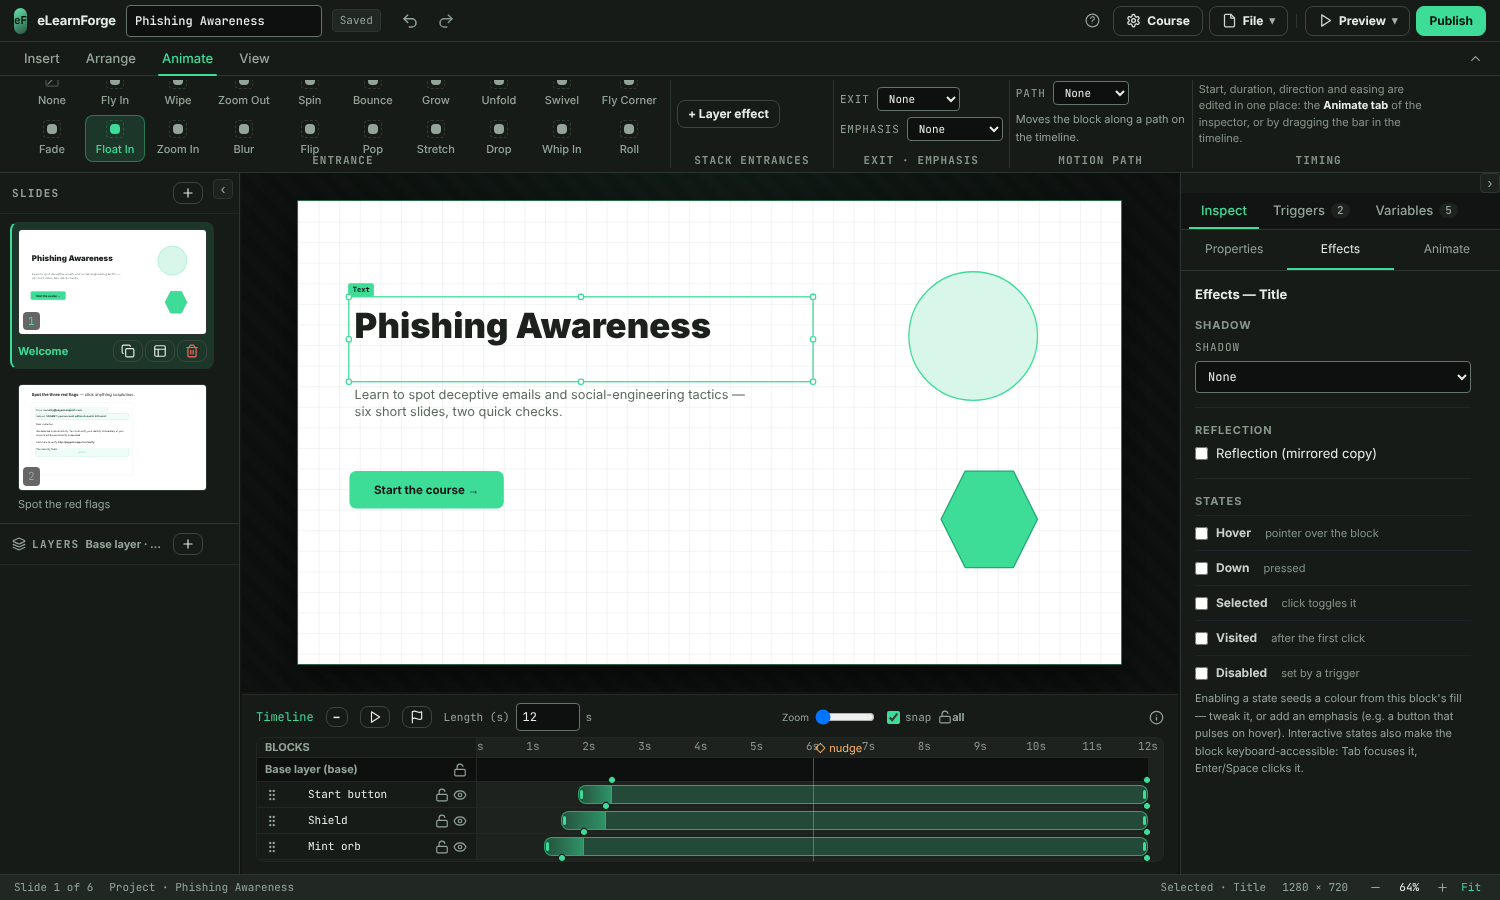 eF eLearnForge Phishing Awareness Saved Course File ▾ Preview ▾ Publish
Insert Arrange Animate View
None Fly In Wipe Zoom Out Spin Bounce Grow Unfold Swivel Fly Corner
Fade Float In Zoom In Blur Flip Pop Stretch Drop Whip In Roll
ENTRANCE
+ Layer effect
STACK ENTRANCES
EXIT None
EMPHASIS None
EXIT · EMPHASIS
PATH None
Moves the block along a path on
the timeline.
MOTION PATH
Start, duration, direction and easing are
edited in one place: the Animate tab of the
inspector, or by dragging the bar in the
timeline.
TIMING
SLIDES
Phishing Awareness
1
Welcome
Spot the three red flags — click anything suspicious.
2
Spot the red flags
LAYERS Base layer · ...
Text
Phishing Awareness
Learn to spot deceptive emails and social-engineering tactics —
six short slides, two quick checks.
Start the course →
Timeline Length (s) 12 s Zoom snap all
BLOCKS s 1s 2s 3s 4s 5s 6s nudge 7s 8s 9s 10s 11s 12s
Base layer (base)
Start button
Shield
Mint orb
Inspect Triggers 2 Variables 5
Properties Effects Animate
Effects — Title
SHADOW
SHADOW
None
REFLECTION
Reflection (mirrored copy)
STATES
Hover pointer over the block
Down pressed
Selected click toggles it
Visited after the first click
Disabled set by a trigger
Enabling a state seeds a colour from this block's fill
— tweak it, or add an emphasis (e.g. a button that
pulses on hover). Interactive states also make the
block keyboard-accessible: Tab focuses it,
Enter/Space clicks it.
Slide 1 of 6 Project · Phishing Awareness Selected · Title 1280 × 720 — 64% + Fit